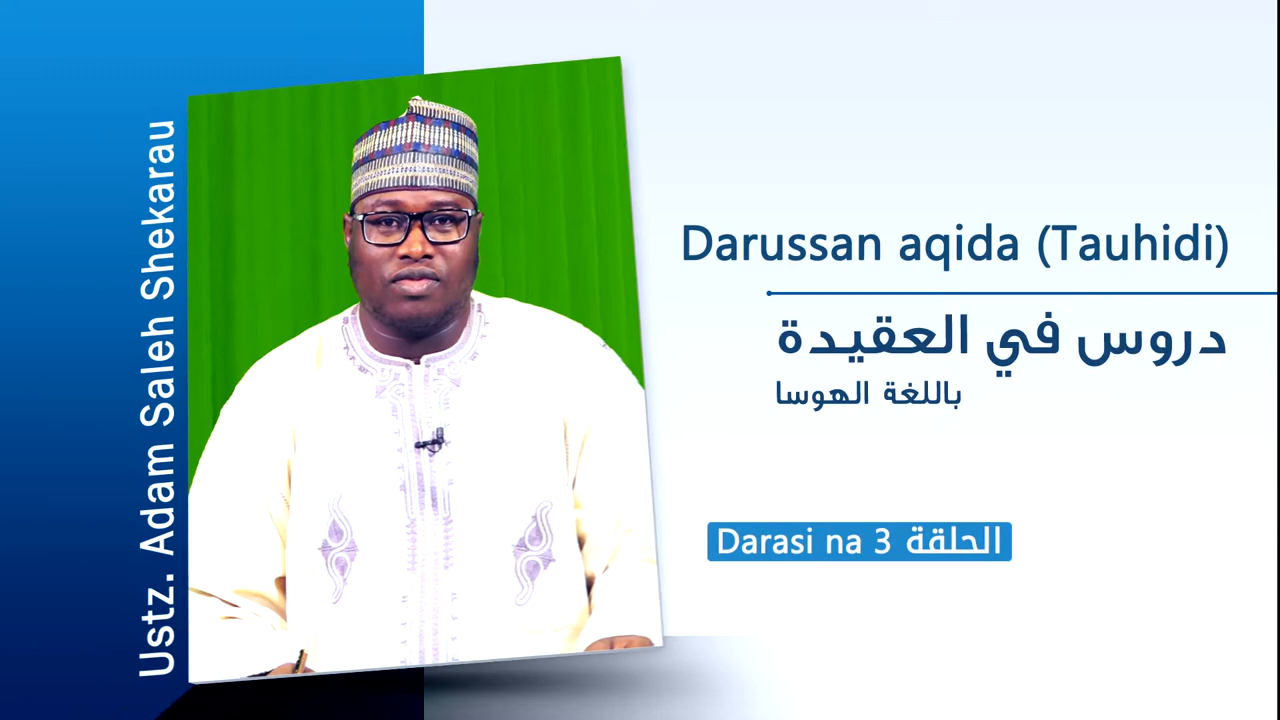 Ustz. Adam Saleh Shekarau
Darussan aqida (Tauhidi)
دروس في العقيدة
باللغة الهوسا
Darasi na 3 الحلقة